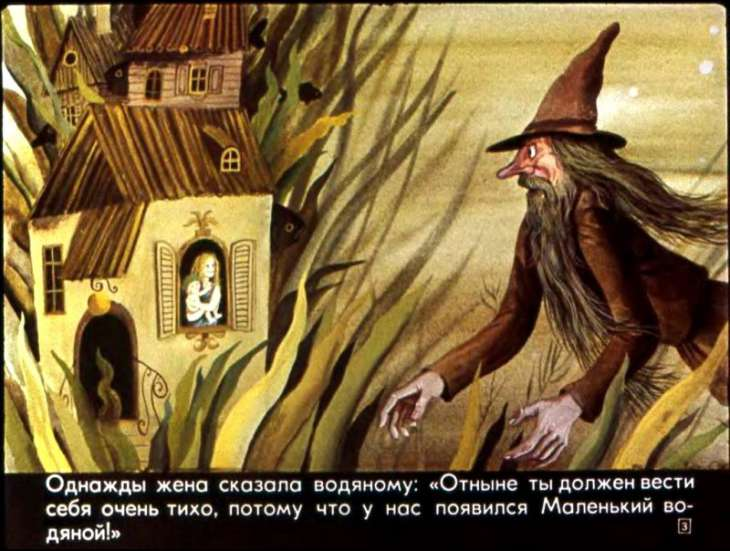 Однажды жена сказала водяному: «Отныне ты должен вести
себя очень тихо, потому что у нас появился Маленький во-
дяной!»
3